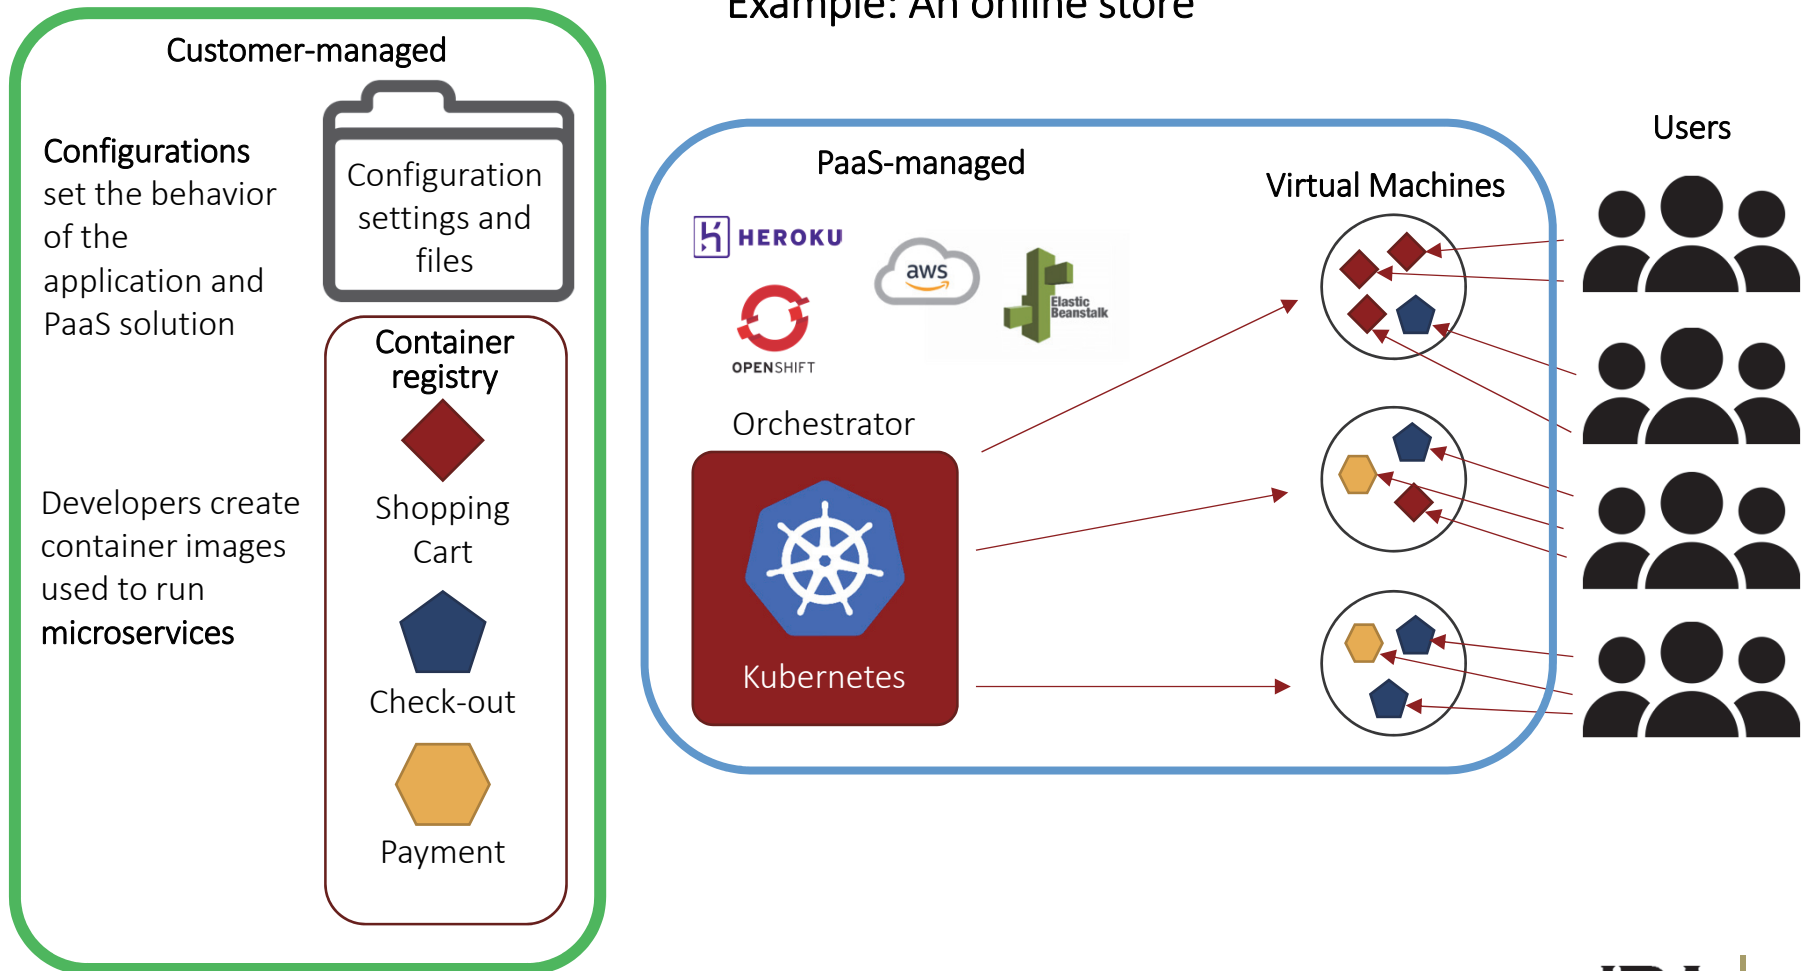 Example: An online store
Customer-managed
Configurations
set the behavior
of the
application and
PaaS solution
Configuration
settings and
files
Container
registry
Shopping
Cart
Check-out
Payment
Developers create
container images
used to run
microservices
PaaS-managed
HEROKU
aws
Elastic
Beanstalk
OPENSHIFT
Orchestrator
Kubernetes
Virtual Machines
Users